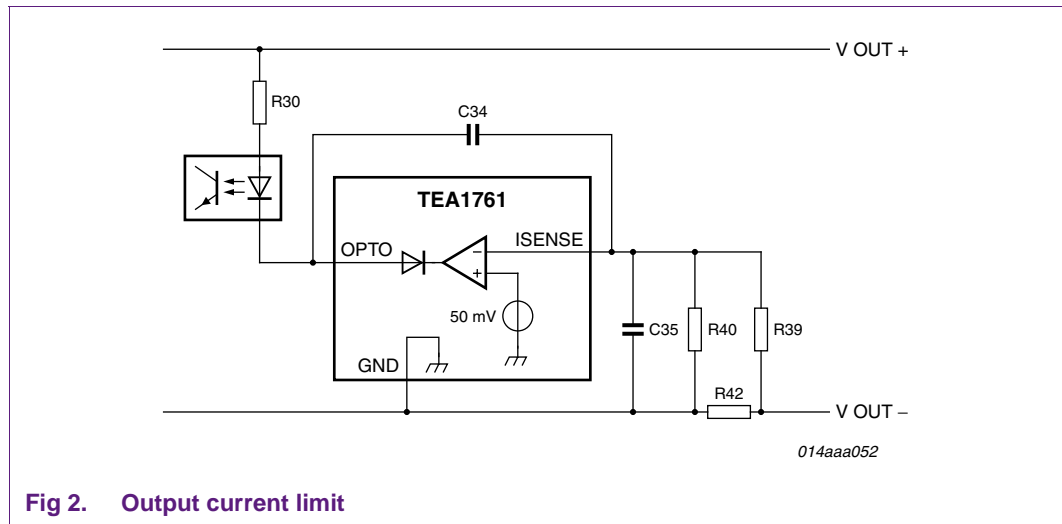 V OUT +
R30
C34
TEA1761
OPTO
ISENSE
−
+
50 mV
C35
R40
R39
GND
R42
V OUT −
014aaa052
Fig 2. Output current limit